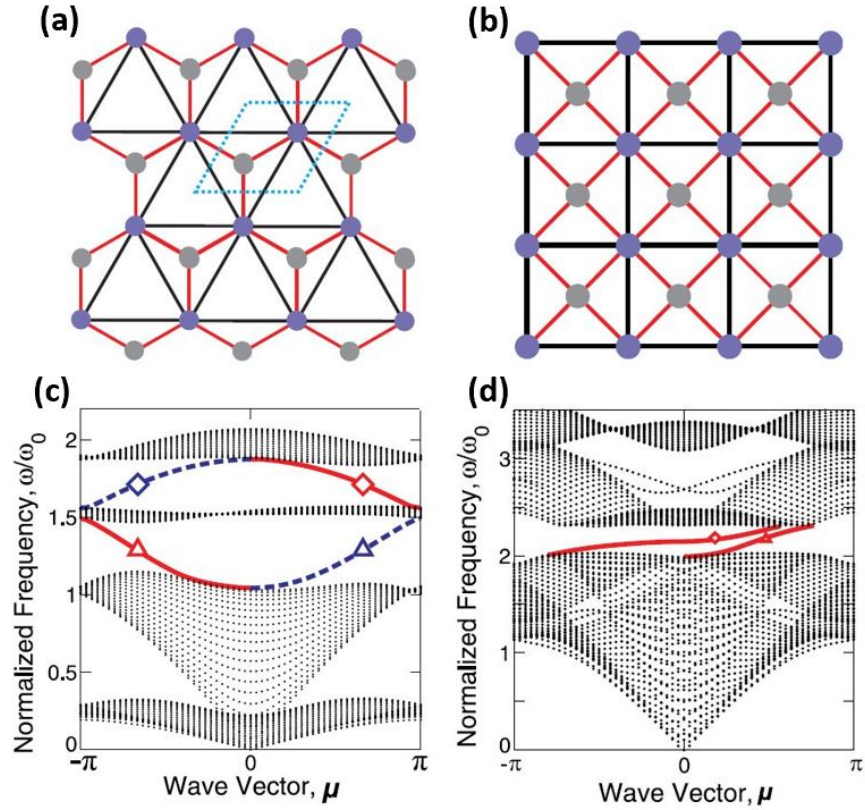 (a)
(b)
(c)
Normalized Frequency, ω/ω₀
2
1.5
1
0.5
0
-π
0
π
Wave Vector, μ
(d)
Normalized Frequency, ω/ω₀
3
2
1
0
-π
0
π
Wave Vector, μ